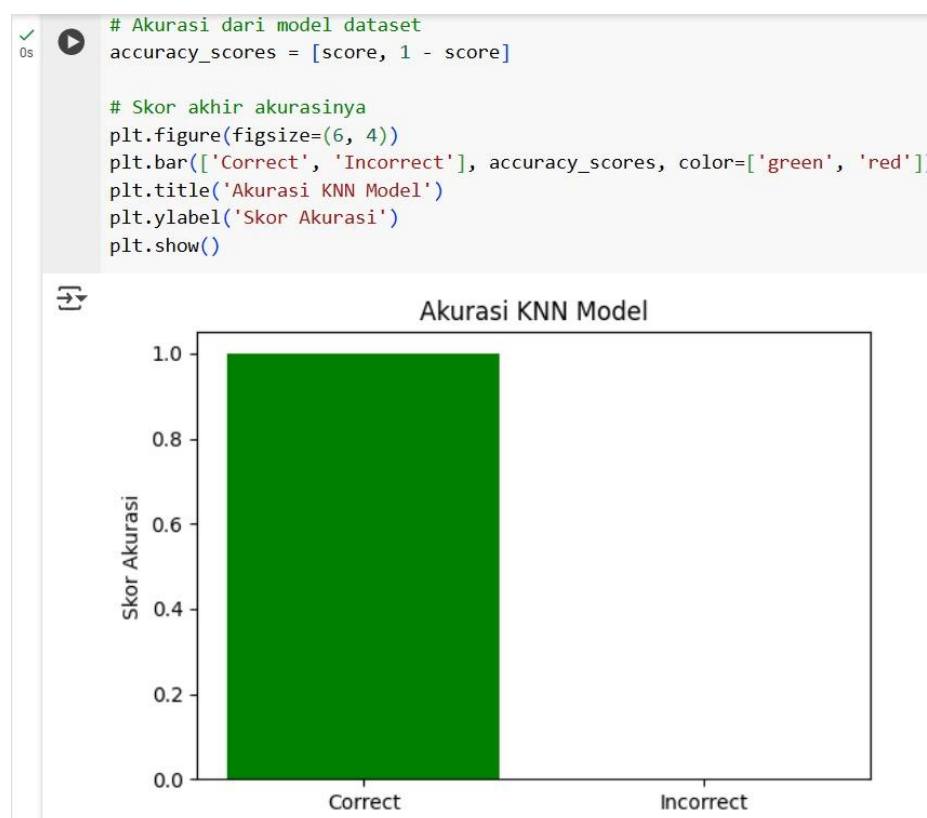 # Akurasi dari model dataset
0s
accuracy_scores = [score, 1 - score]
# Skor akhir akurasinya
plt.figure(figsize=(6, 4))
plt.bar(['Correct', 'Incorrect'], accuracy_scores, color=['green', 'red'])
plt.title('Akurasi KNN Model')
plt.ylabel('Skor Akurasi')
plt.show()
Akurasi KNN Model
Skor Akurasi
1.0
0.8
0.6
0.4
0.2
0.0
Correct Incorrect